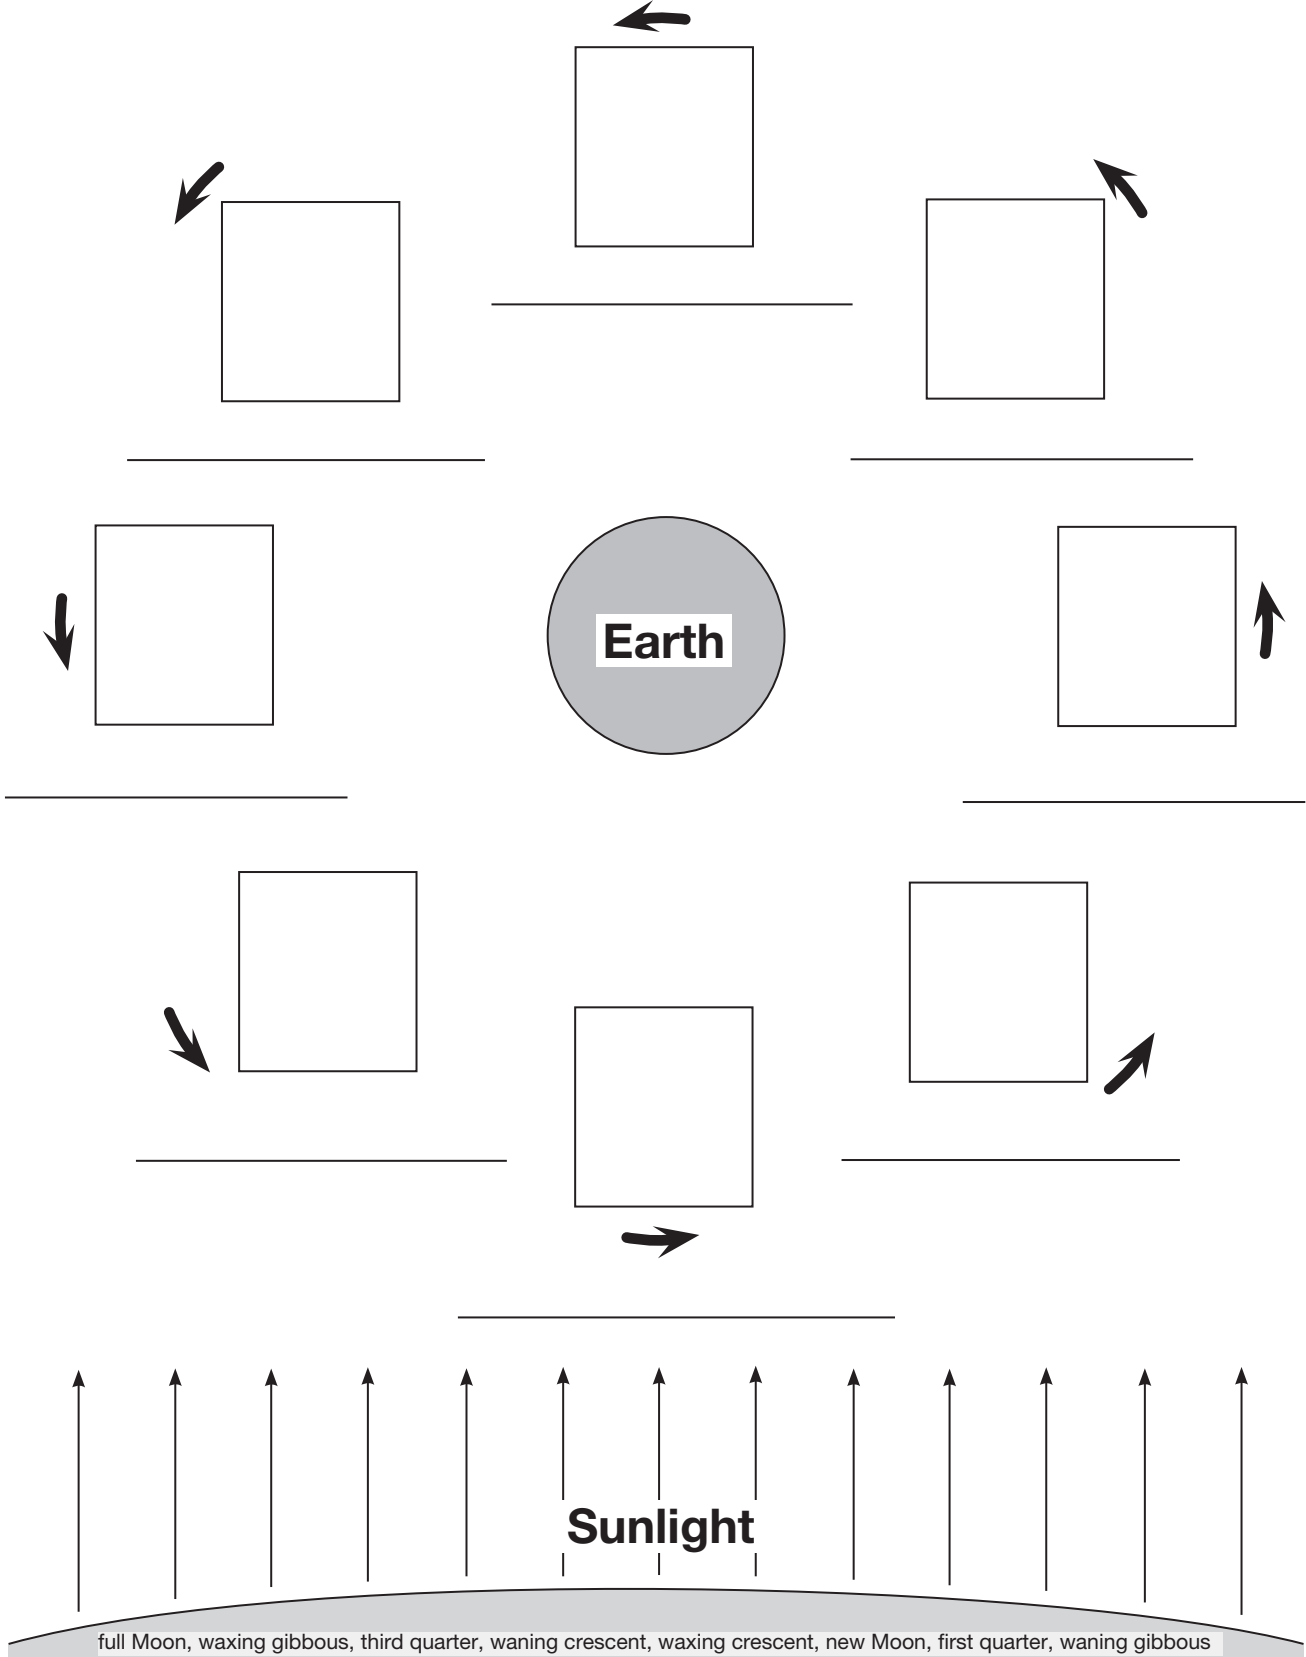 Earth
Sunlight
full Moon, waxing gibbous, third quarter, waning crescent, waxing crescent, new Moon, first quarter, waning gibbous